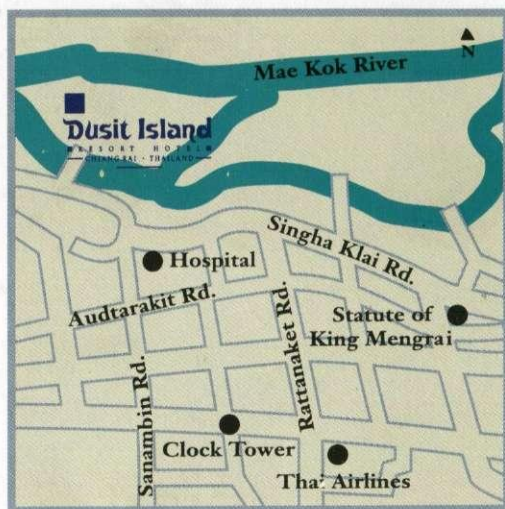 Mae Kok River
N
Dusit Island
RESORT HOTEL
CHIANG RAI • THAILAND
Singha Klai Rd.
Hospital
Audtarakit Rd.
Rattanaket Rd.
Statute of
King Mengrai
Sanambin Rd.
Clock Tower
Thai Airlines